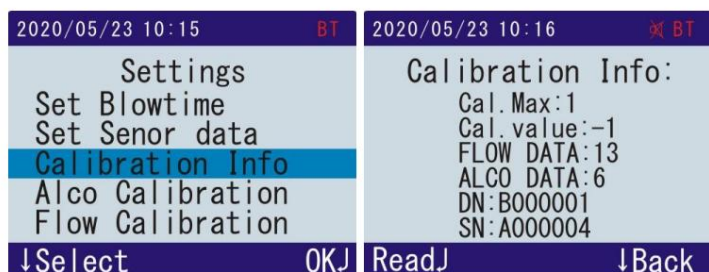 2020/05/23 10:15 BT
Settings
Set Blowtime
Set Senor data
Calibration Info
Alco Calibration
Flow Calibration
↓Select OK┘
2020/05/23 10:16 BT
Calibration Info:
Cal.Max:1
Cal.value:-1
FLOW DATA:13
ALCO DATA:6
DN:B000001
SN:A000004
Read┘ ↓Back